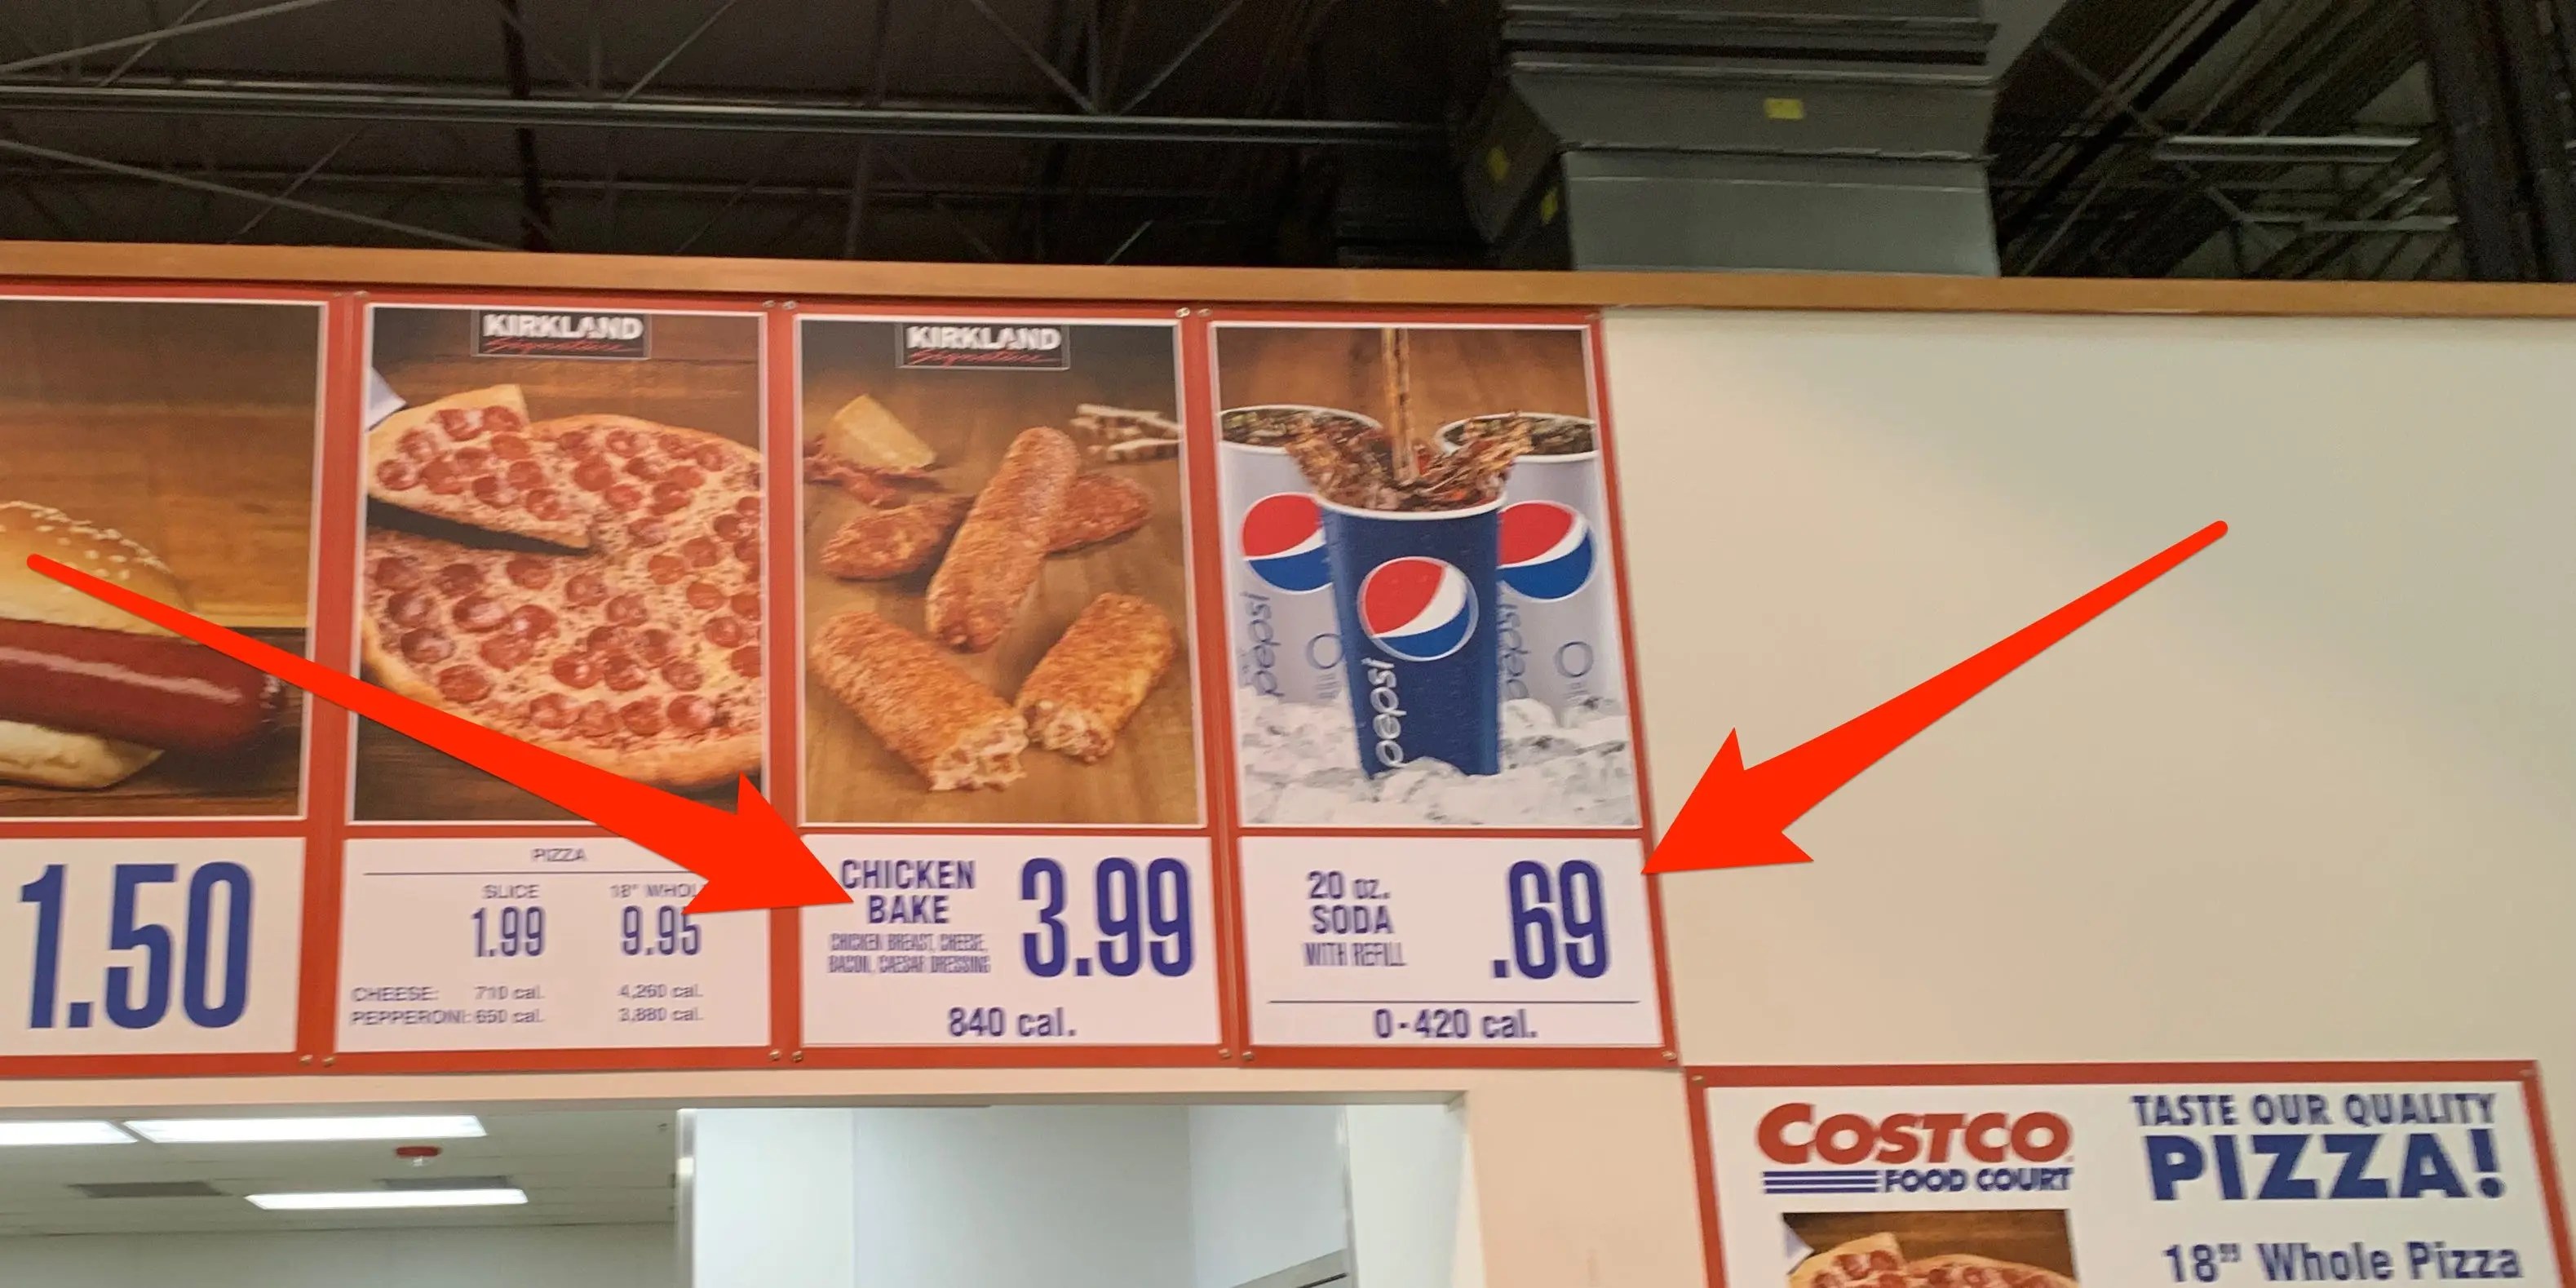 KIRKLAND
Signature
KIRKLAND
Signature
pepsi
pepsi
pepsi
1.50
PIZZA
SLICE 18" WHOL
1.99 9.95
CHEESE: 710 cal. 4,260 cal.
PEPPERONI: 650 cal. 3,880 cal.
CHICKEN
BAKE
CHICKEN BREAST, CHEESE,
BACON, CAESAR DRESSING
3.99
840 cal.
20 oz.
SODA
WITH REFILL
.69
0-420 cal.
COSTCO
FOOD COURT
TASTE OUR QUALITY
PIZZA!
18" Whole Pizza